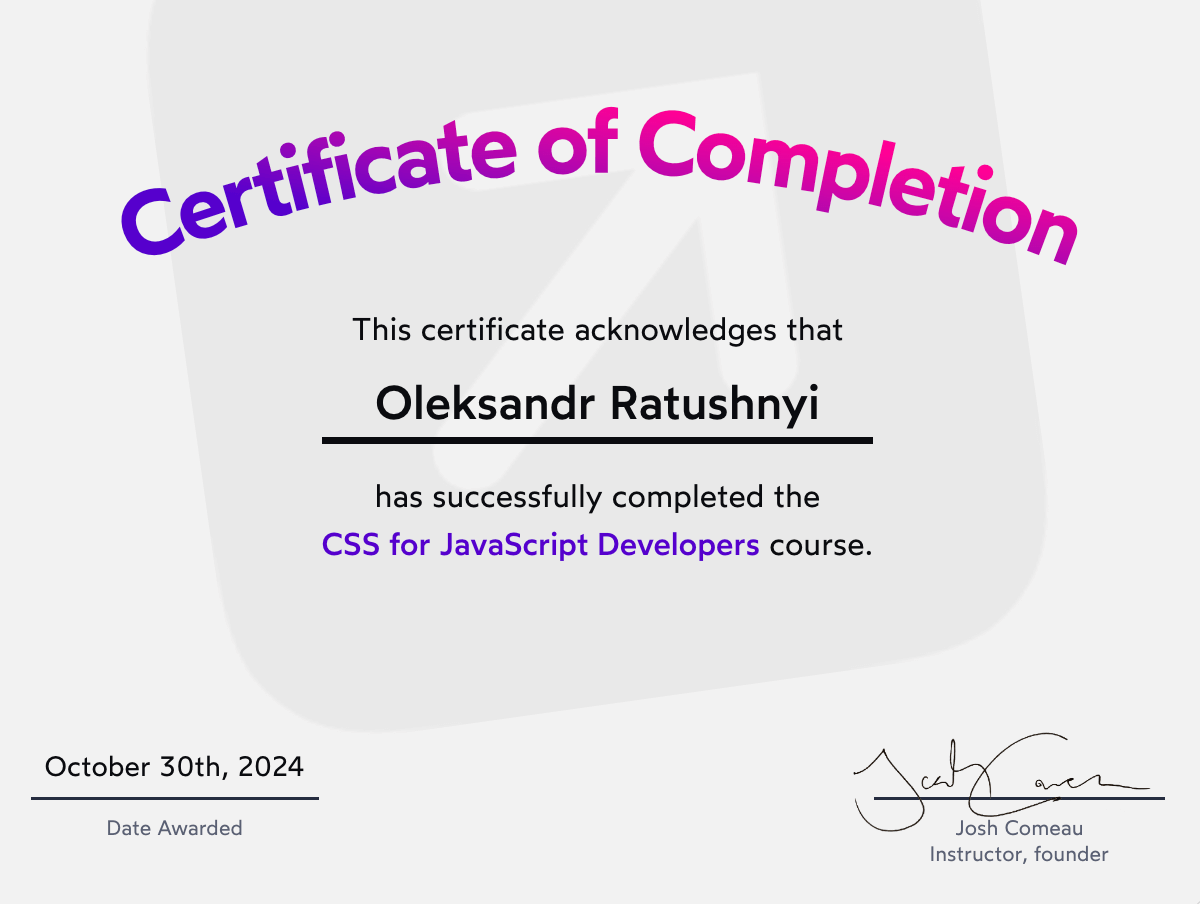 Certificate of Completion
This certificate acknowledges that
Oleksandr Ratushnyi
has successfully completed the
CSS for JavaScript Developers course.
October 30th, 2024
Date Awarded
Josh Comeau
Josh Comeau
Instructor, founder